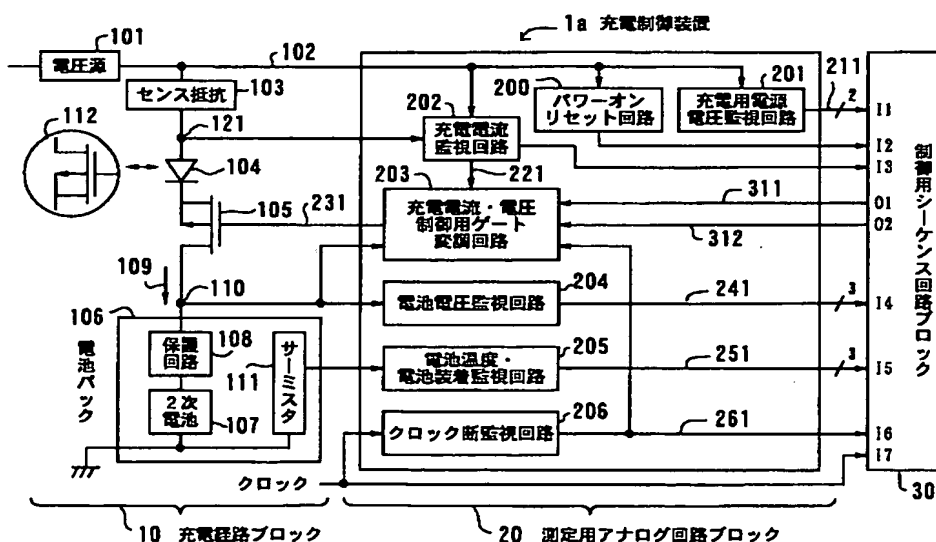 1a 充電制御装置
101
電圧源
102
103
センス抵抗
112
121
104
105
231
109
110
106
電池パック
保護
回路
108
111
サーミスタ
2次
電池
107
クロック
10 充電経路ブロック
200
パワーオン
リセット回路
201
充電用電源
電圧監視回路
211
2
202
充電電流
監視回路
203
221
充電電流・電圧
制御用ゲート
変調回路
311
312
204
電池電圧監視回路
241
3
205
電池温度・
電池装着監視回路
251
3
206
クロック断監視回路
261
20 測定用アナログ回路ブロック
I1
I2
I3
O1
O2
I4
I5
I6
I7
制御用シーケンス回路ブロック
30